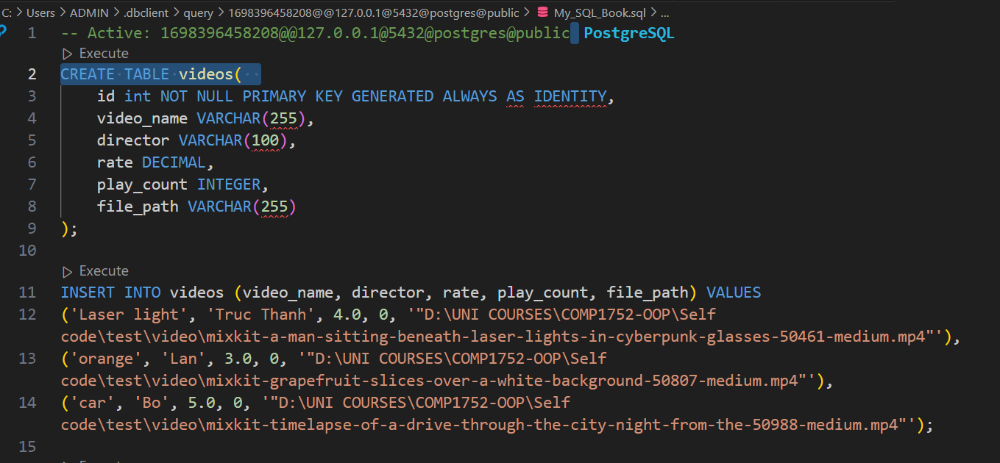 C: > Users > ADMIN > .dbclient > query > 1698396458208@@127.0.0.1@5432@postgres@public > My_SQL_Book.sql > ...
1 -- Active: 1698396458208@@127.0.0.1@5432@postgres@public PostgreSQL
Execute
2 CREATE TABLE videos(
3 id int NOT NULL PRIMARY KEY GENERATED ALWAYS AS IDENTITY,
4 video_name VARCHAR(255),
5 director VARCHAR(100),
6 rate DECIMAL,
7 play_count INTEGER,
8 file_path VARCHAR(255)
9 );
10
Execute
11 INSERT INTO videos (video_name, director, rate, play_count, file_path) VALUES
12 ('Laser light', 'Truc Thanh', 4.0, 0, '"D:\UNI COURSES\COMP1752-OOP\Self
code\test\video\mixkit-a-man-sitting-beneath-laser-lights-in-cyberpunk-glasses-50461-medium.mp4"'),
13 ('orange', 'Lan', 3.0, 0, '"D:\UNI COURSES\COMP1752-OOP\Self
code\test\video\mixkit-grapefruit-slices-over-a-white-background-50807-medium.mp4"'),
14 ('car', 'Bo', 5.0, 0, '"D:\UNI COURSES\COMP1752-OOP\Self
code\test\video\mixkit-timelapse-of-a-drive-through-the-city-night-from-the-50988-medium.mp4"');
15